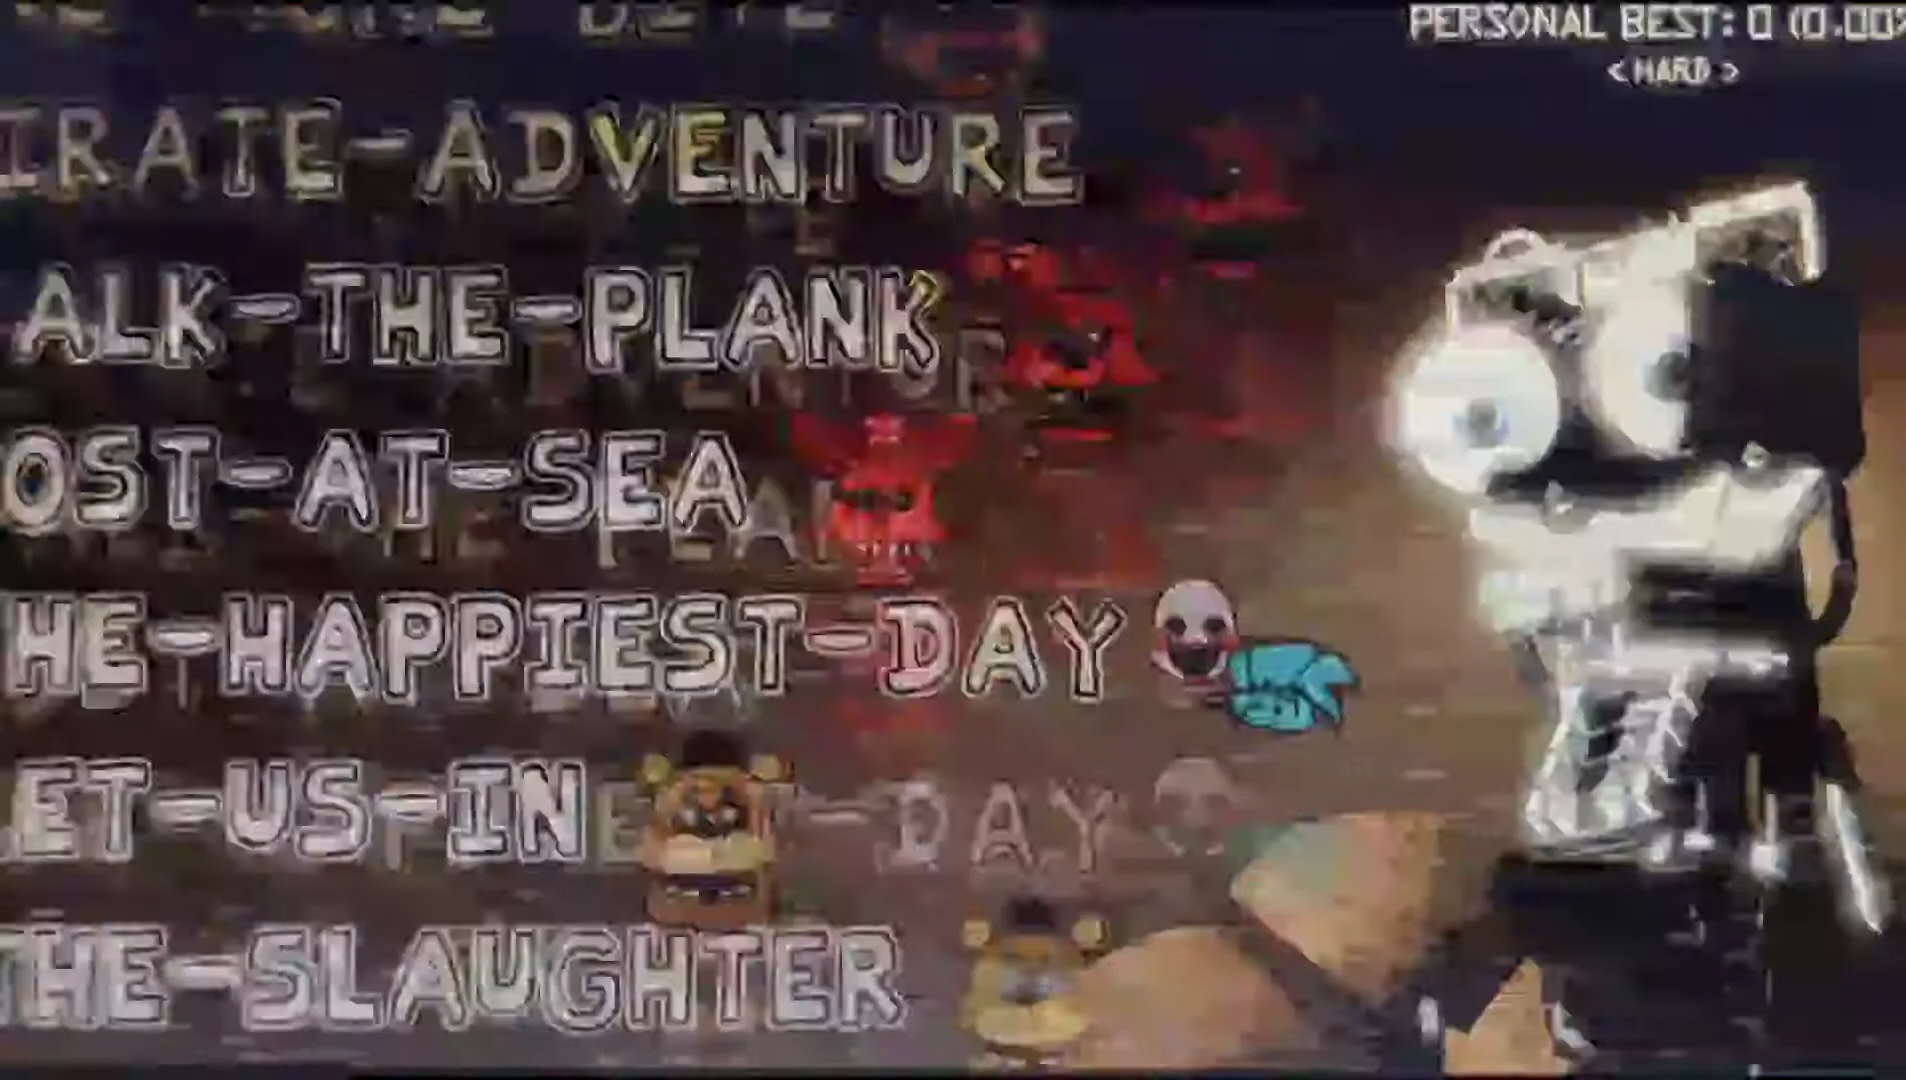 PERSONAL BEST: 0 (0.00%
< HARD >
IRATE-ADVENTURE
ALK-THE-PLANK
OST-AT-SEA
HE-HAPPIEST-DAY
ET-US-IN
THE-SLAUGHTER